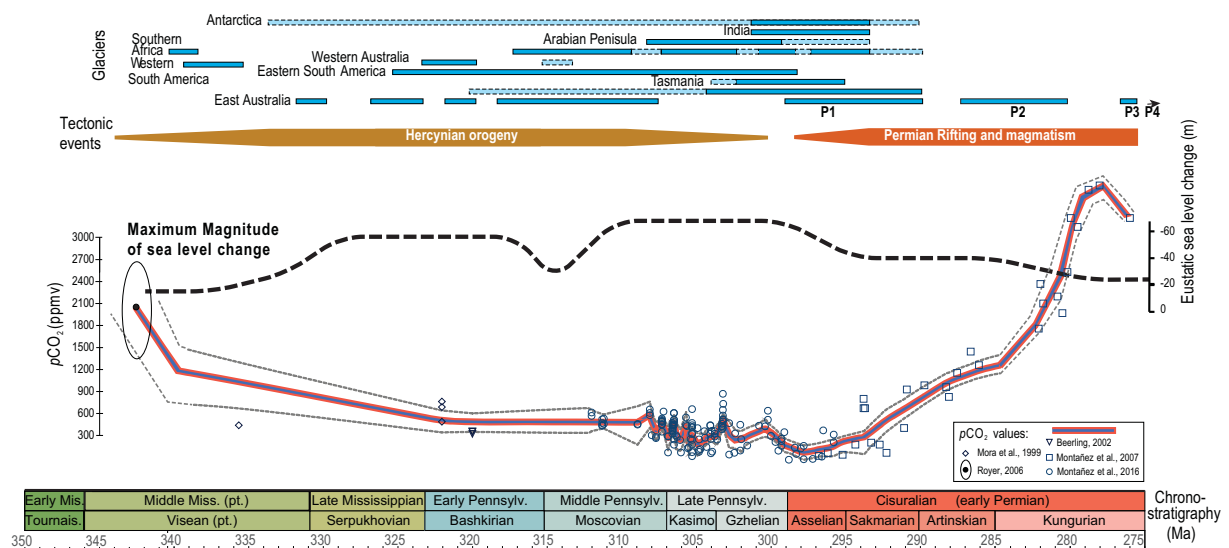 Glaciers
Antarctica
India
Southern
Arabian Penisula
Africa
Western
Western Australia
South America
Eastern South America
Tasmania
East Australia
P1
P2
P3
P4
Tectonic
events
Hercynian orogeny
Permian Rifting and magmatism
Maximum Magnitude
of sea level change
pCO2 (ppmv)
3000
2700
2400
2100
1800
1500
1200
900
600
300
Eustatic sea level change (m)
-60
-40
-20
0
pCO2 values:
Mora et al., 1999
Royer, 2006
Beerling, 2002
Montañez et al., 2007
Montañez et al., 2016
Early Mis.
Middle Miss. (pt.)
Late Mississippian
Early Pennsylv.
Middle Pennsylv.
Late Pennsylv.
Cisuralian (early Permian)
Tournais.
Visean (pt.)
Serpukhovian
Bashkirian
Moscovian
Kasimo
Gzhelian
Asselian
Sakmarian
Artinskian
Kungurian
Chrono-
stratigraphy
(Ma)
350 345 340 335 330 325 320 315 310 305 300 295 290 285 280 275